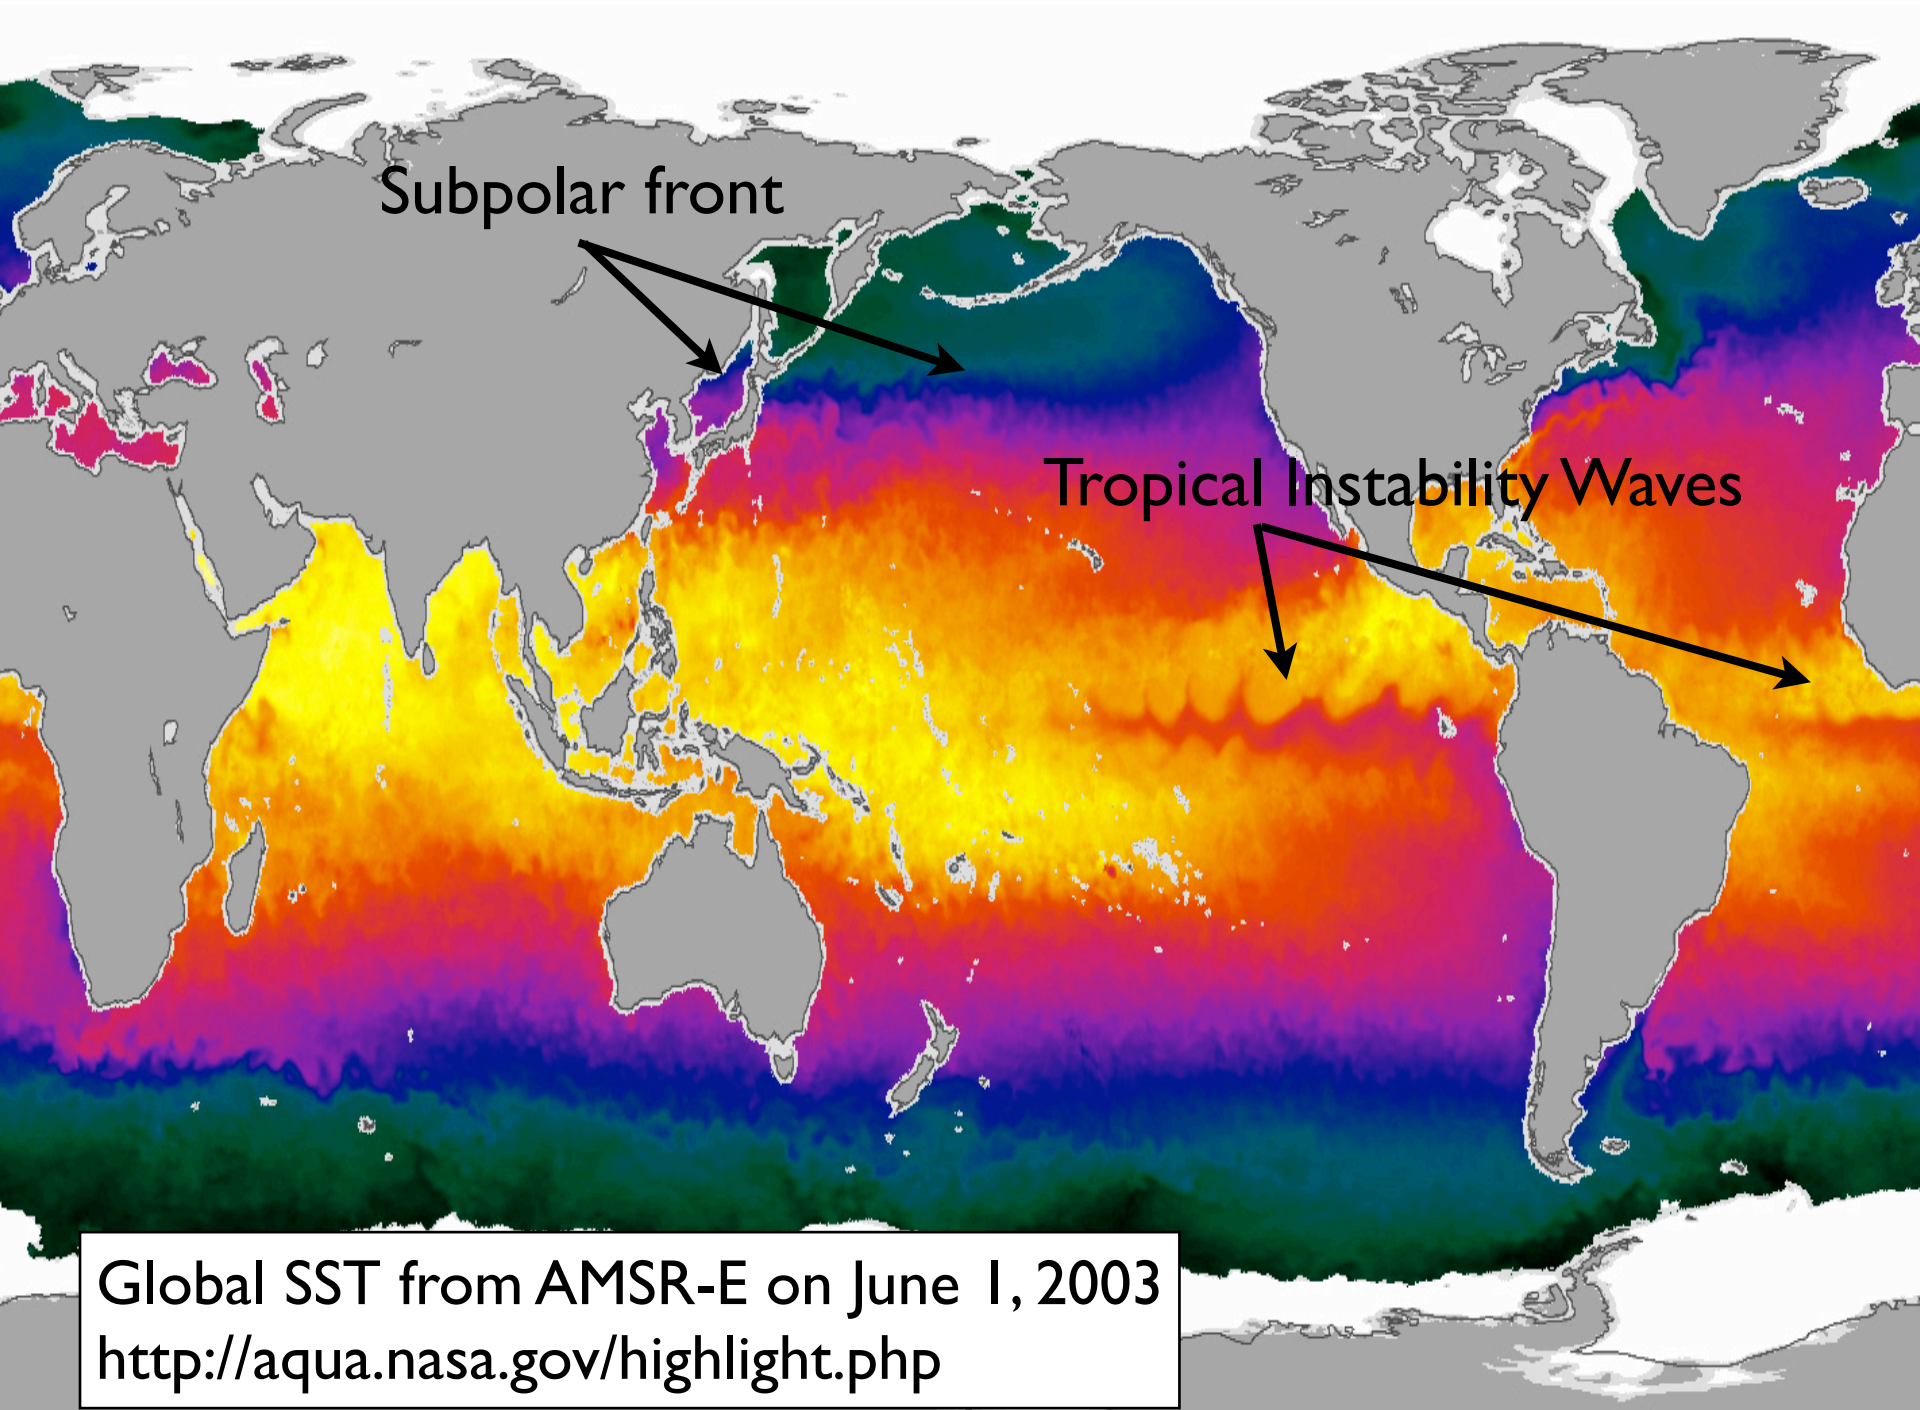 Subpolar front
Tropical Instability Waves
Global SST from AMSR-E on June 1, 2003
http://aqua.nasa.gov/highlight.php